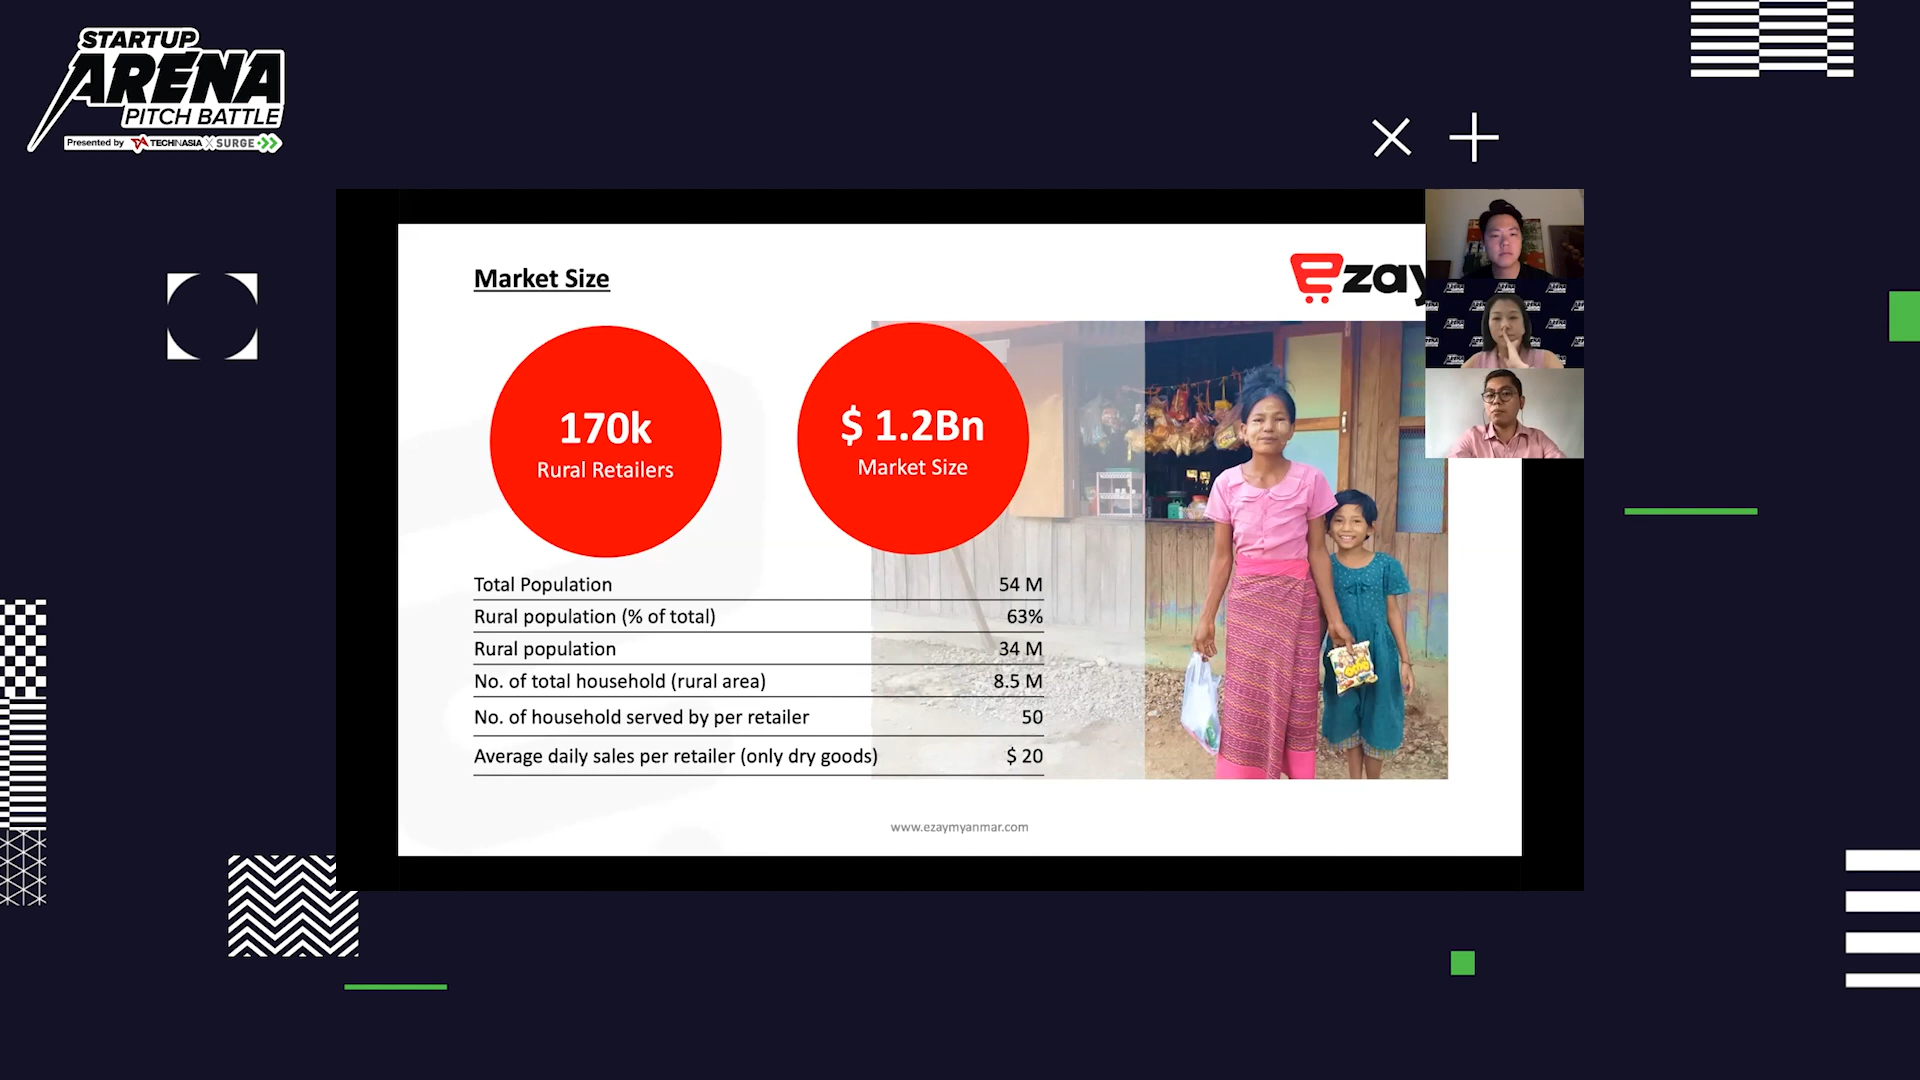 STARTUP
ARENA
PITCH BATTLE
Presented by TECHINASIA X SURGE
Market Size
Ezay
170k
Rural Retailers
$ 1.2Bn
Market Size
Total Population 54 M
Rural population (% of total) 63%
Rural population 34 M
No. of total household (rural area) 8.5 M
No. of household served by per retailer 50
Average daily sales per retailer (only dry goods) $ 20
www.ezaymyanmar.com